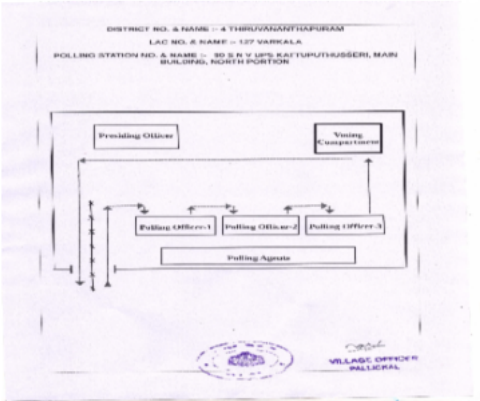 DISTRICT NO. & NAME :- 4 THIRUVANANTHAPURAM
LAC NO. & NAME :- 127 VARKALA
POLLING STATION NO. & NAME :- 90 S N V UPS KATTUPUTHUSSERI, MAIN
BUILDING, NORTH PORTION
Presiding Officer
Voting
Compartment
Polling Officer-1
Polling Officer-2
Polling Officer-3
Polling Agents
VILLAGE OFFICER
PALLICKAL